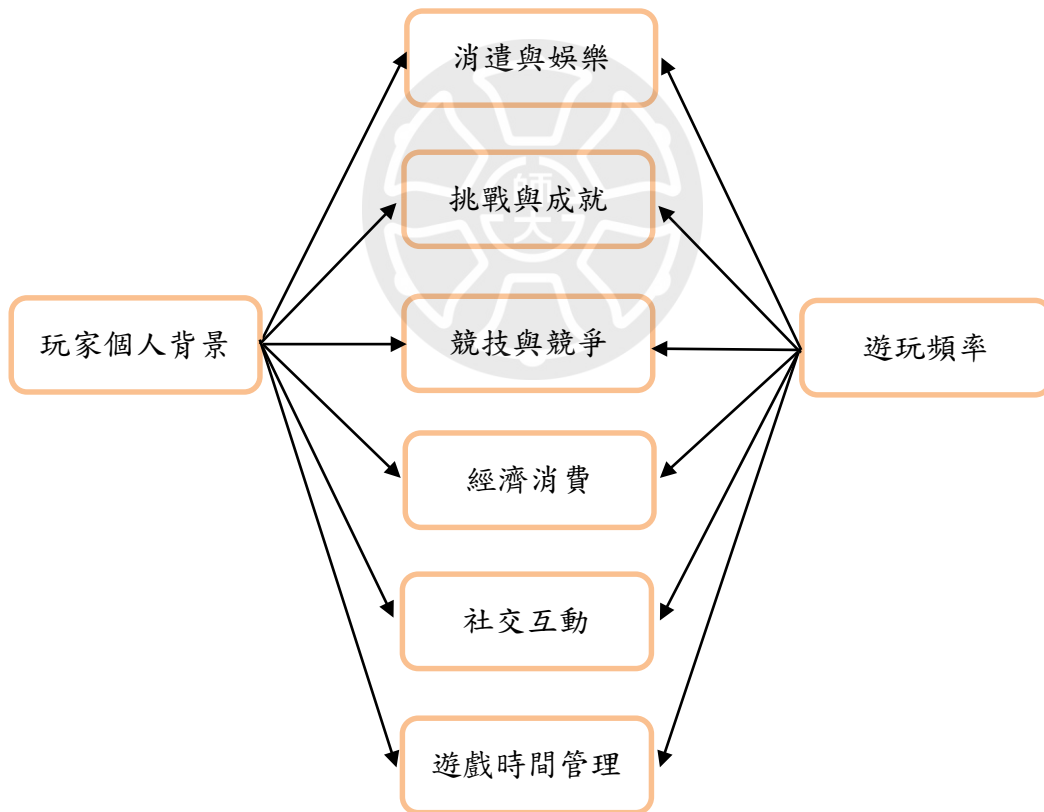 消遣與娛樂
師大
挑戰與成就
玩家個人背景
競技與競爭
遊玩頻率
經濟消費
社交互動
遊戲時間管理